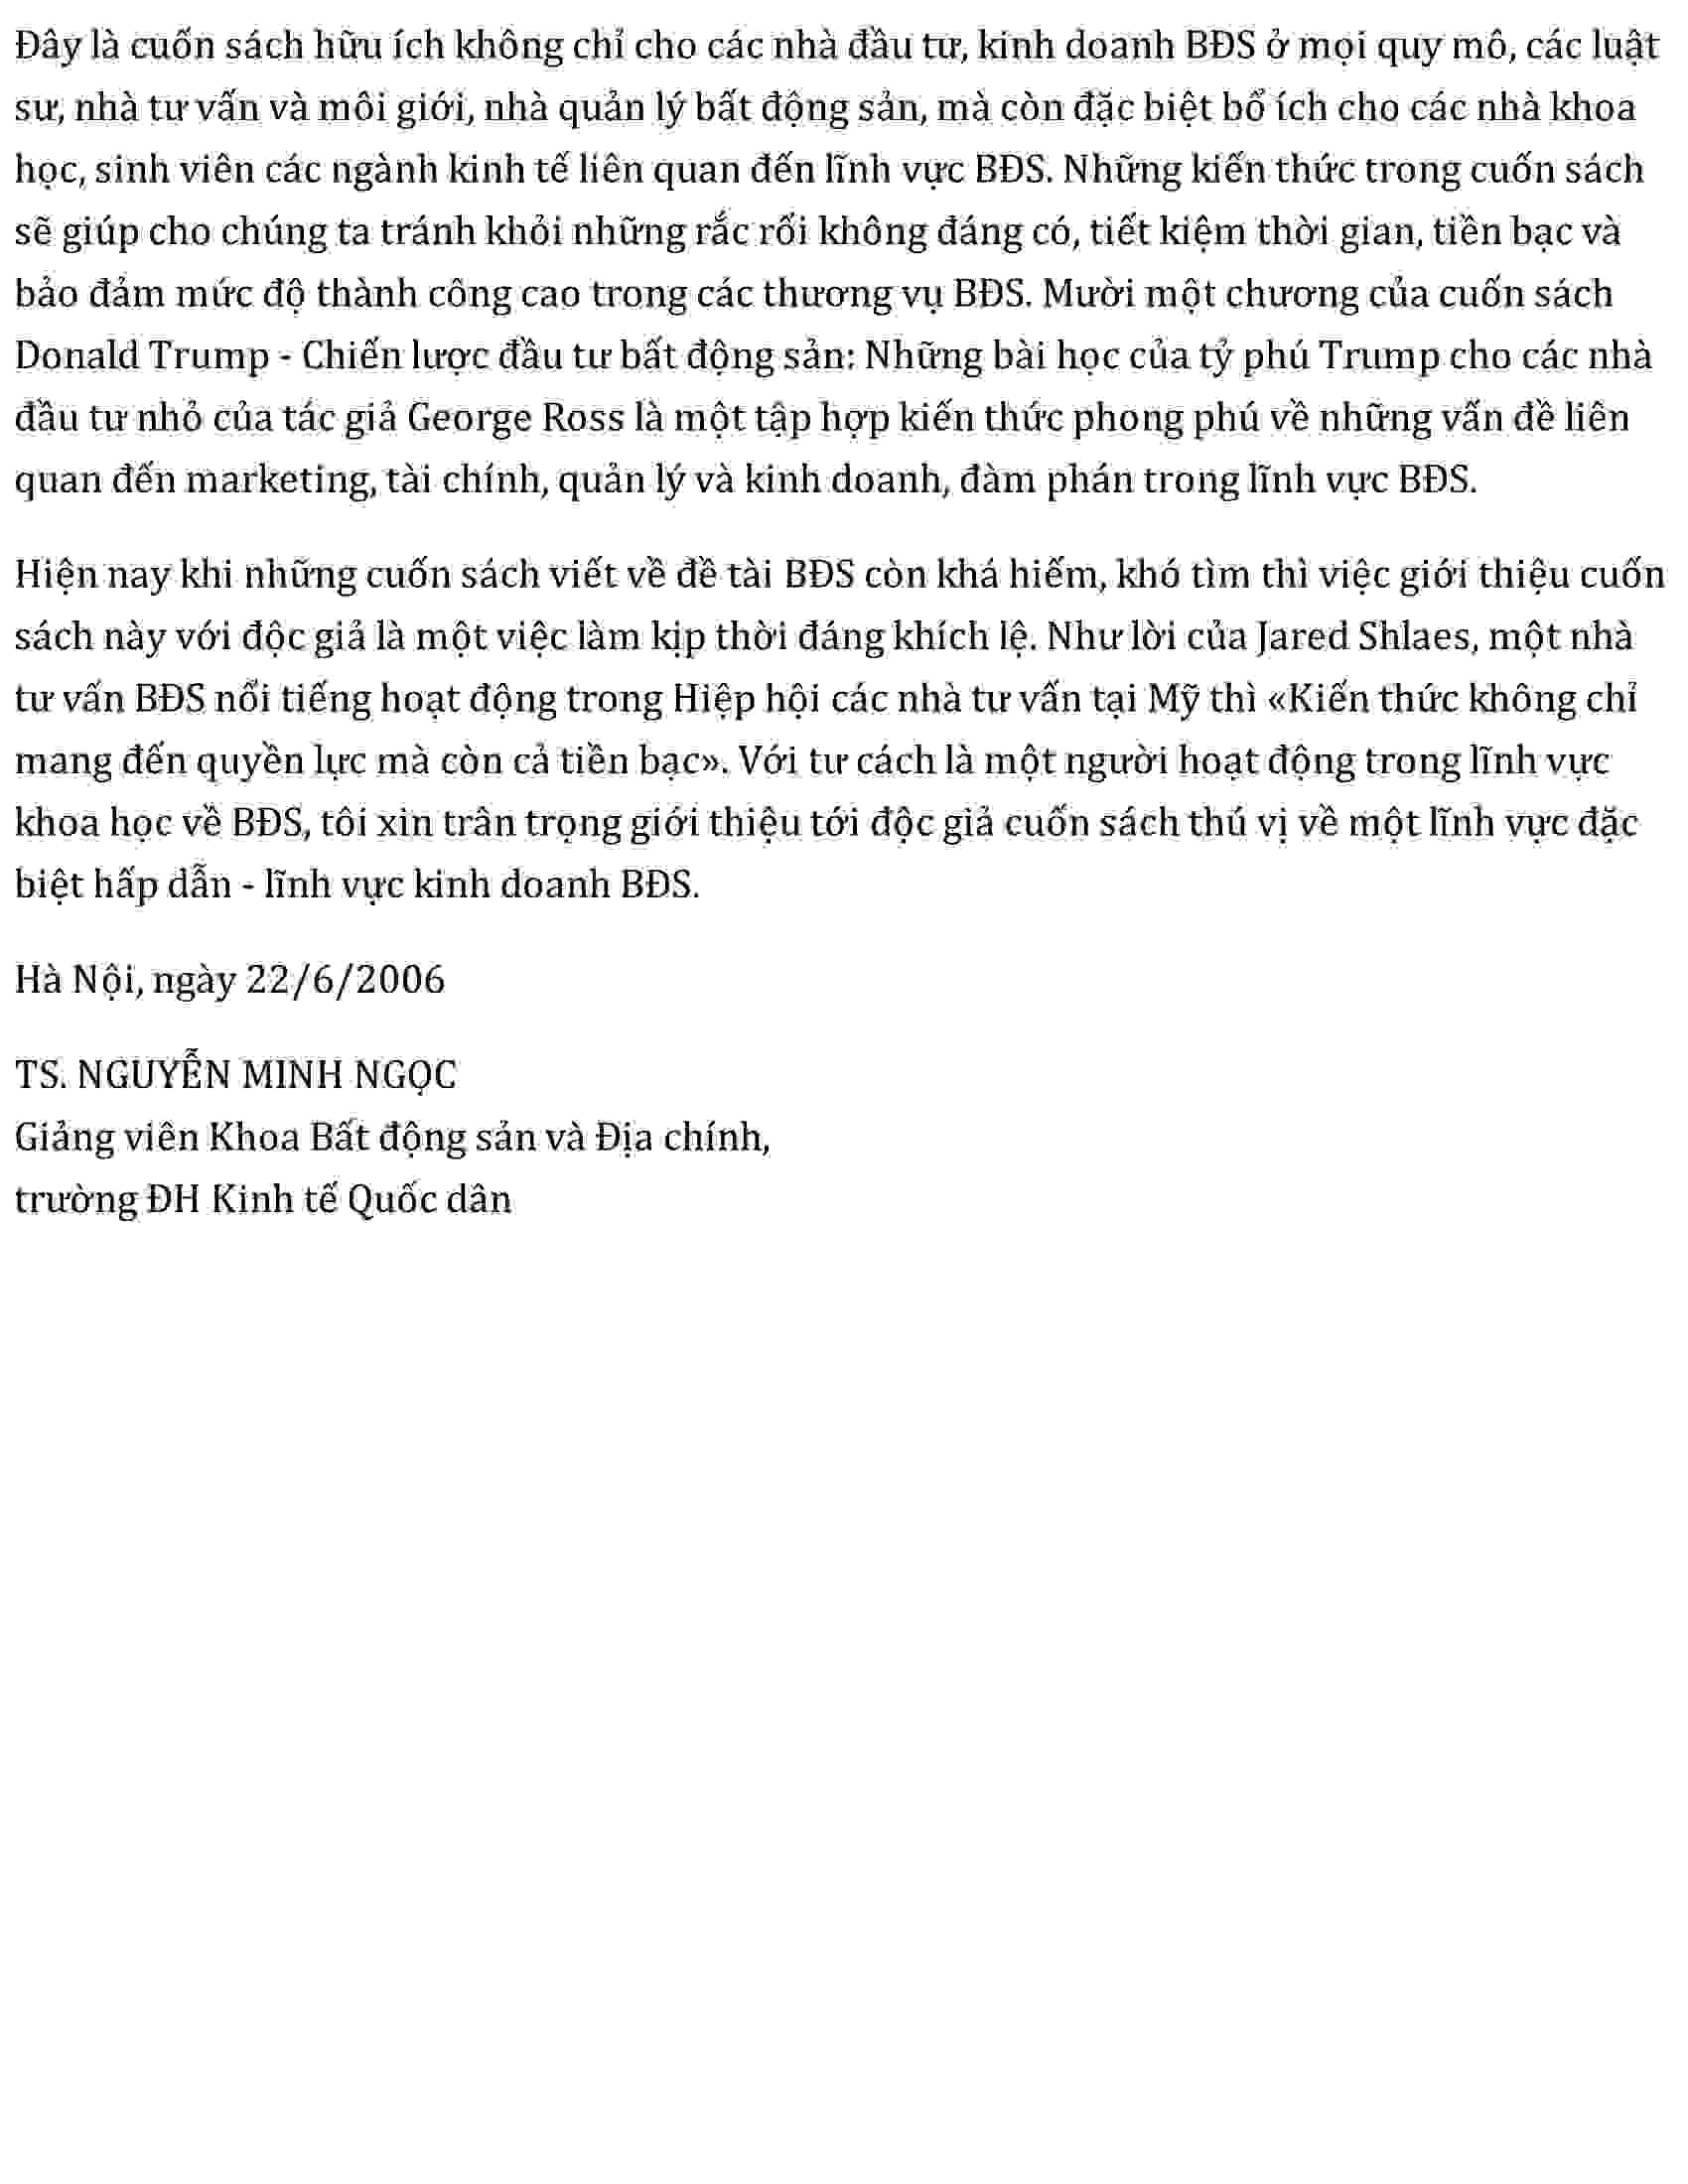 Đây là cuốn sách hữu ích không chỉ cho các nhà đầu tư, kinh doanh BĐS ở mọi quy mô, các luật
sư, nhà tư vấn và môi giới, nhà quản lý bất động sản, mà còn đặc biệt bổ ích cho các nhà khoa
học, sinh viên các ngành kinh tế liên quan đến lĩnh vực BĐS. Những kiến thức trong cuốn sách
sẽ giúp cho chúng ta tránh khỏi những rắc rối không đáng có, tiết kiệm thời gian, tiền bạc và
bảo đảm mức độ thành công cao trong các thương vụ BĐS. Mười một chương của cuốn sách
Donald Trump - Chiến lược đầu tư bất động sản: Những bài học của tỷ phú Trump cho các nhà
đầu tư nhỏ của tác giả George Ross là một tập hợp kiến thức phong phú về những vấn đề liên
quan đến marketing, tài chính, quản lý và kinh doanh, đàm phán trong lĩnh vực BĐS.
Hiện nay khi những cuốn sách viết về đề tài BĐS còn khá hiếm, khó tìm thì việc giới thiệu cuốn
sách này với độc giả là một việc làm kịp thời đáng khích lệ. Như lời của Jared Shlaes, một nhà
tư vấn BĐS nổi tiếng hoạt động trong Hiệp hội các nhà tư vấn tại Mỹ thì «Kiến thức không chỉ
mang đến quyền lực mà còn cả tiền bạc». Với tư cách là một người hoạt động trong lĩnh vực
khoa học về BĐS, tôi xin trân trọng giới thiệu tới độc giả cuốn sách thú vị về một lĩnh vực đặc
biệt hấp dẫn - lĩnh vực kinh doanh BĐS.
Hà Nội, ngày 22/6/2006
TS. NGUYỄN MINH NGỌC
Giảng viên Khoa Bất động sản và Địa chính,
trường ĐH Kinh tế Quốc dân